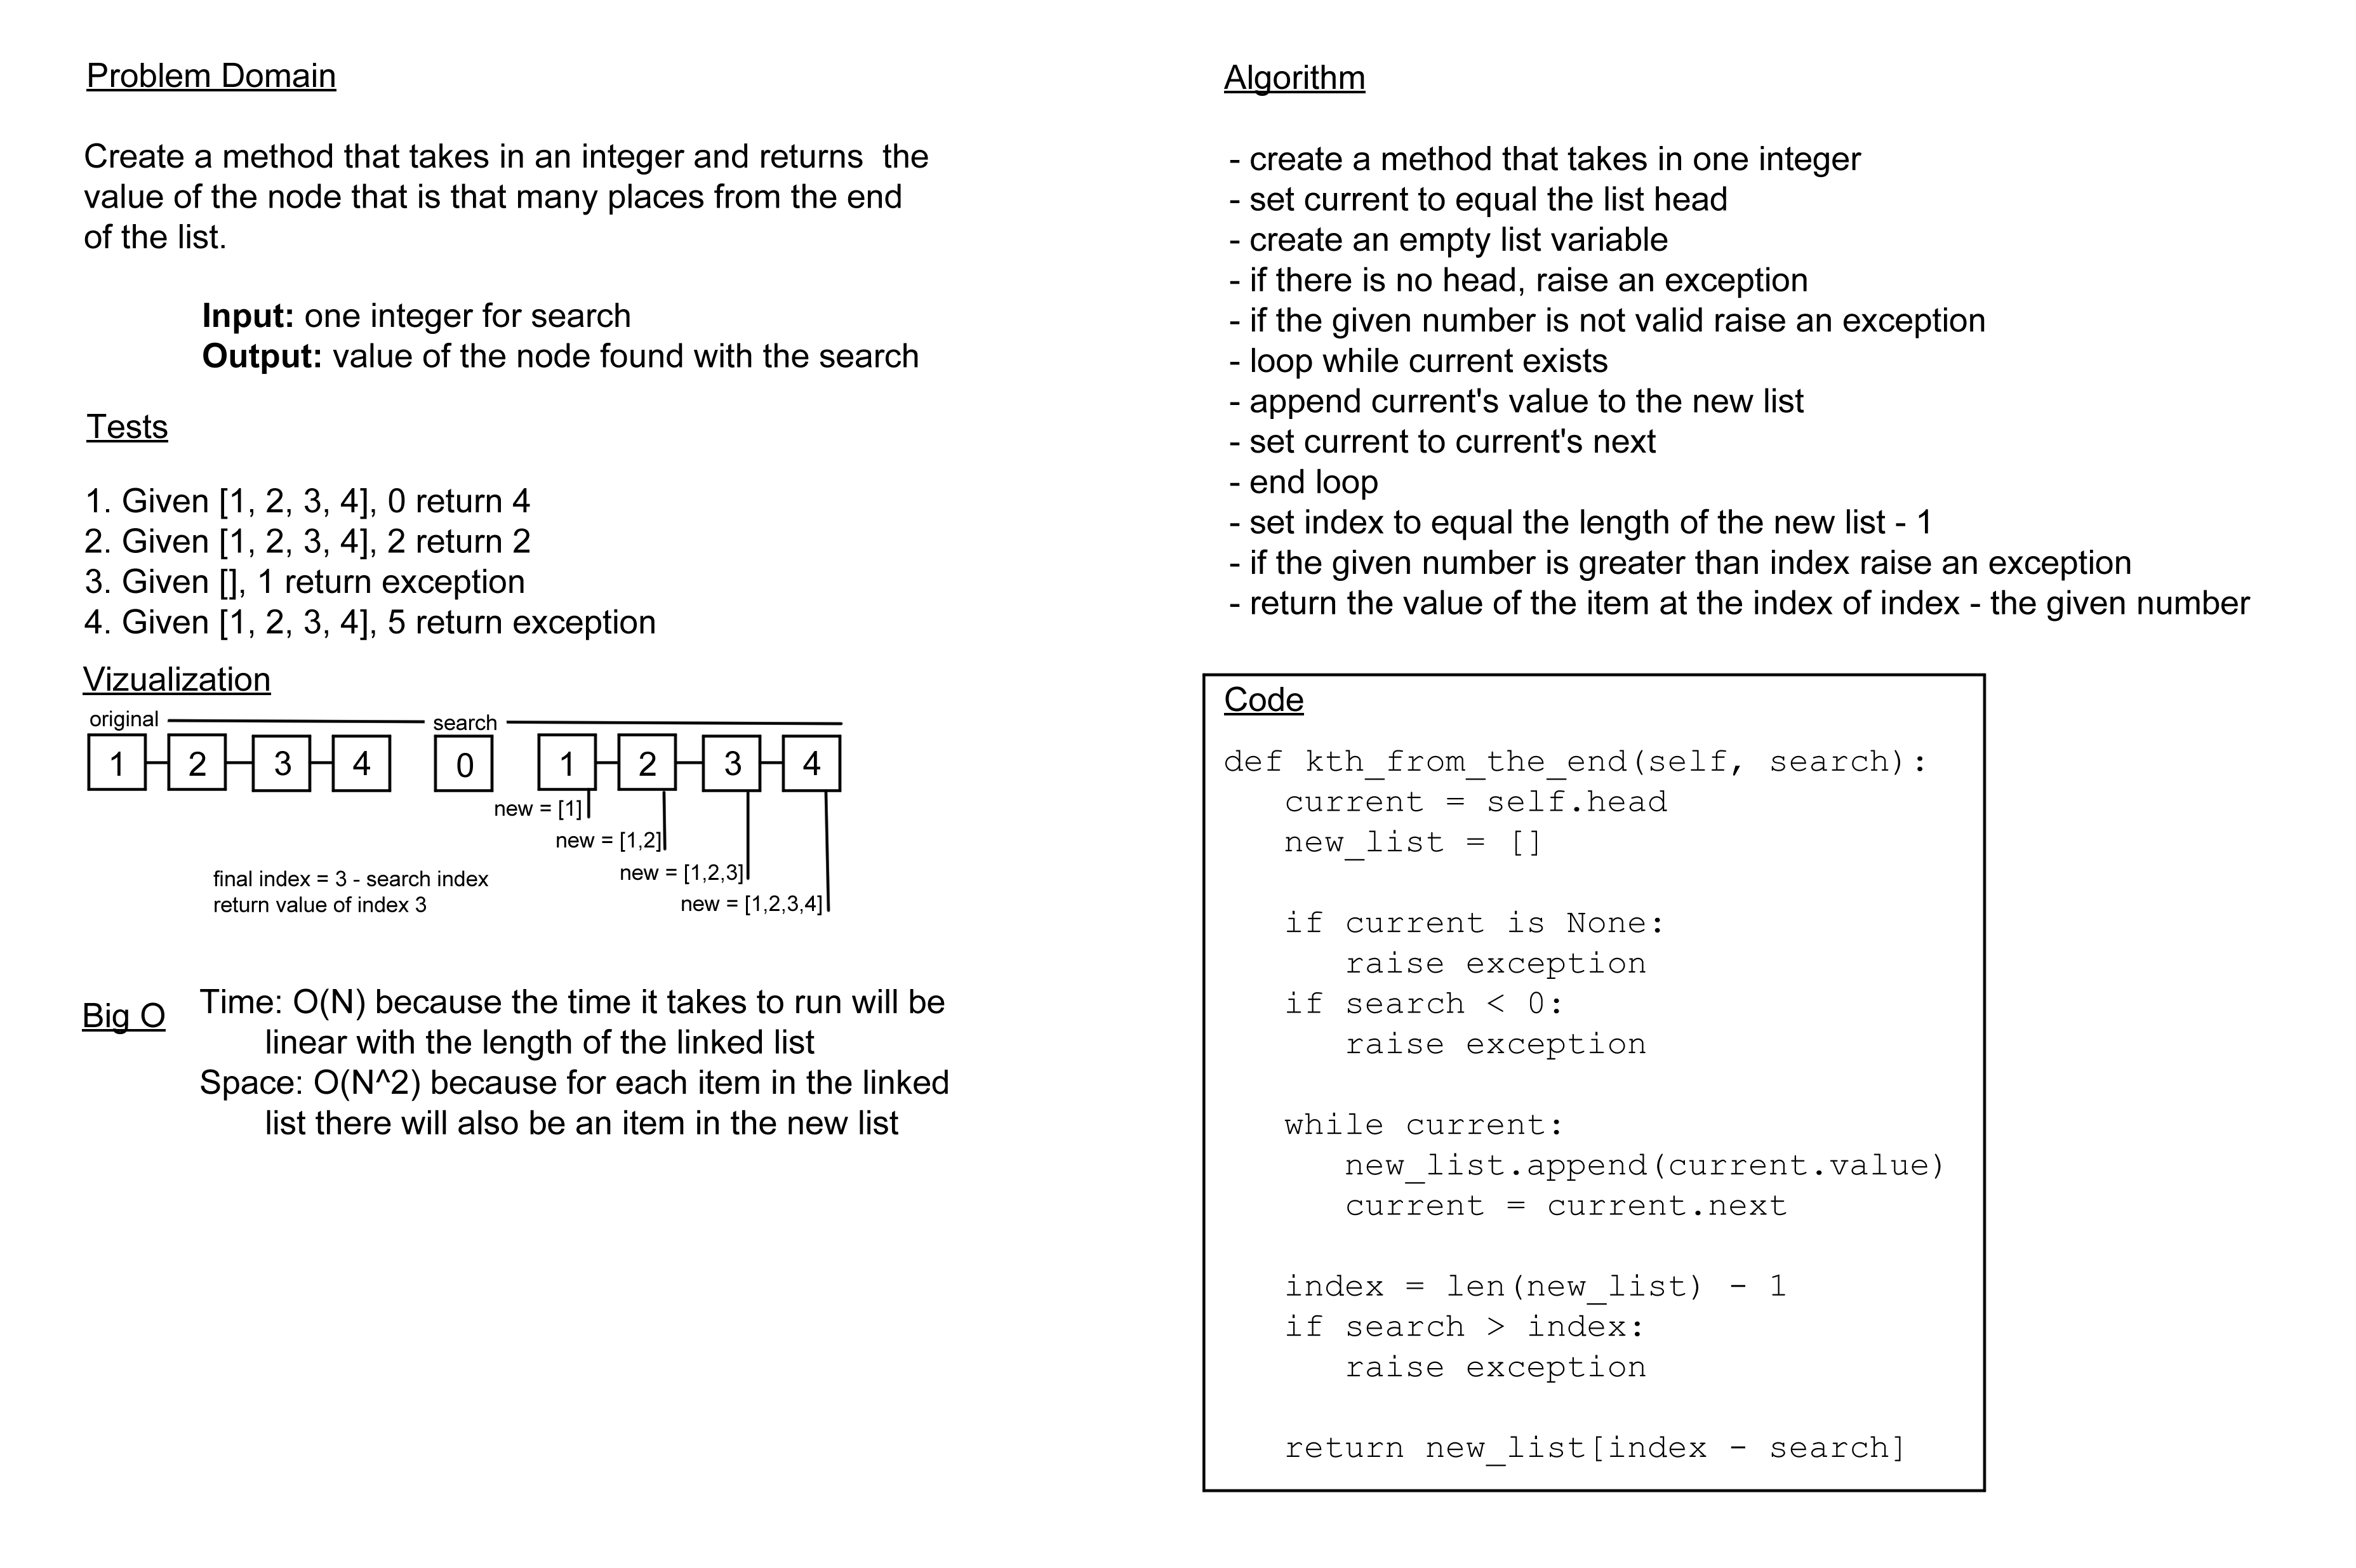 Problem Domain
Create a method that takes in an integer and returns  the
value of the node that is that many places from the end
of the list.
Input: one integer for search
Output: value of the node found with the search
Tests
1. Given [1, 2, 3, 4], 0 return 4
2. Given [1, 2, 3, 4], 2 return 2
3. Given [], 1 return exception
4. Given [1, 2, 3, 4], 5 return exception
Vizualization
original search
1 2 3 4 0 1 2 3 4
new = [1]
new = [1,2]
new = [1,2,3]
new = [1,2,3,4]
final index = 3 - search index
return value of index 3
Big O
Time: O(N) because the time it takes to run will be
linear with the length of the linked list
Space: O(N^2) because for each item in the linked
list there will also be an item in the new list
Algorithm
- create a method that takes in one integer
- set current to equal the list head
- create an empty list variable
- if there is no head, raise an exception
- if the given number is not valid raise an exception
- loop while current exists
- append current's value to the new list
- set current to current's next
- end loop
- set index to equal the length of the new list - 1
- if the given number is greater than index raise an exception
- return the value of the item at the index of index - the given number
Code
def kth_from_the_end(self, search):
   current = self.head
   new_list = []
   if current is None:
      raise exception
   if search < 0:
      raise exception
   while current:
      new_list.append(current.value)
      current = current.next
   index = len(new_list) - 1
   if search > index:
      raise exception
   return new_list[index - search]